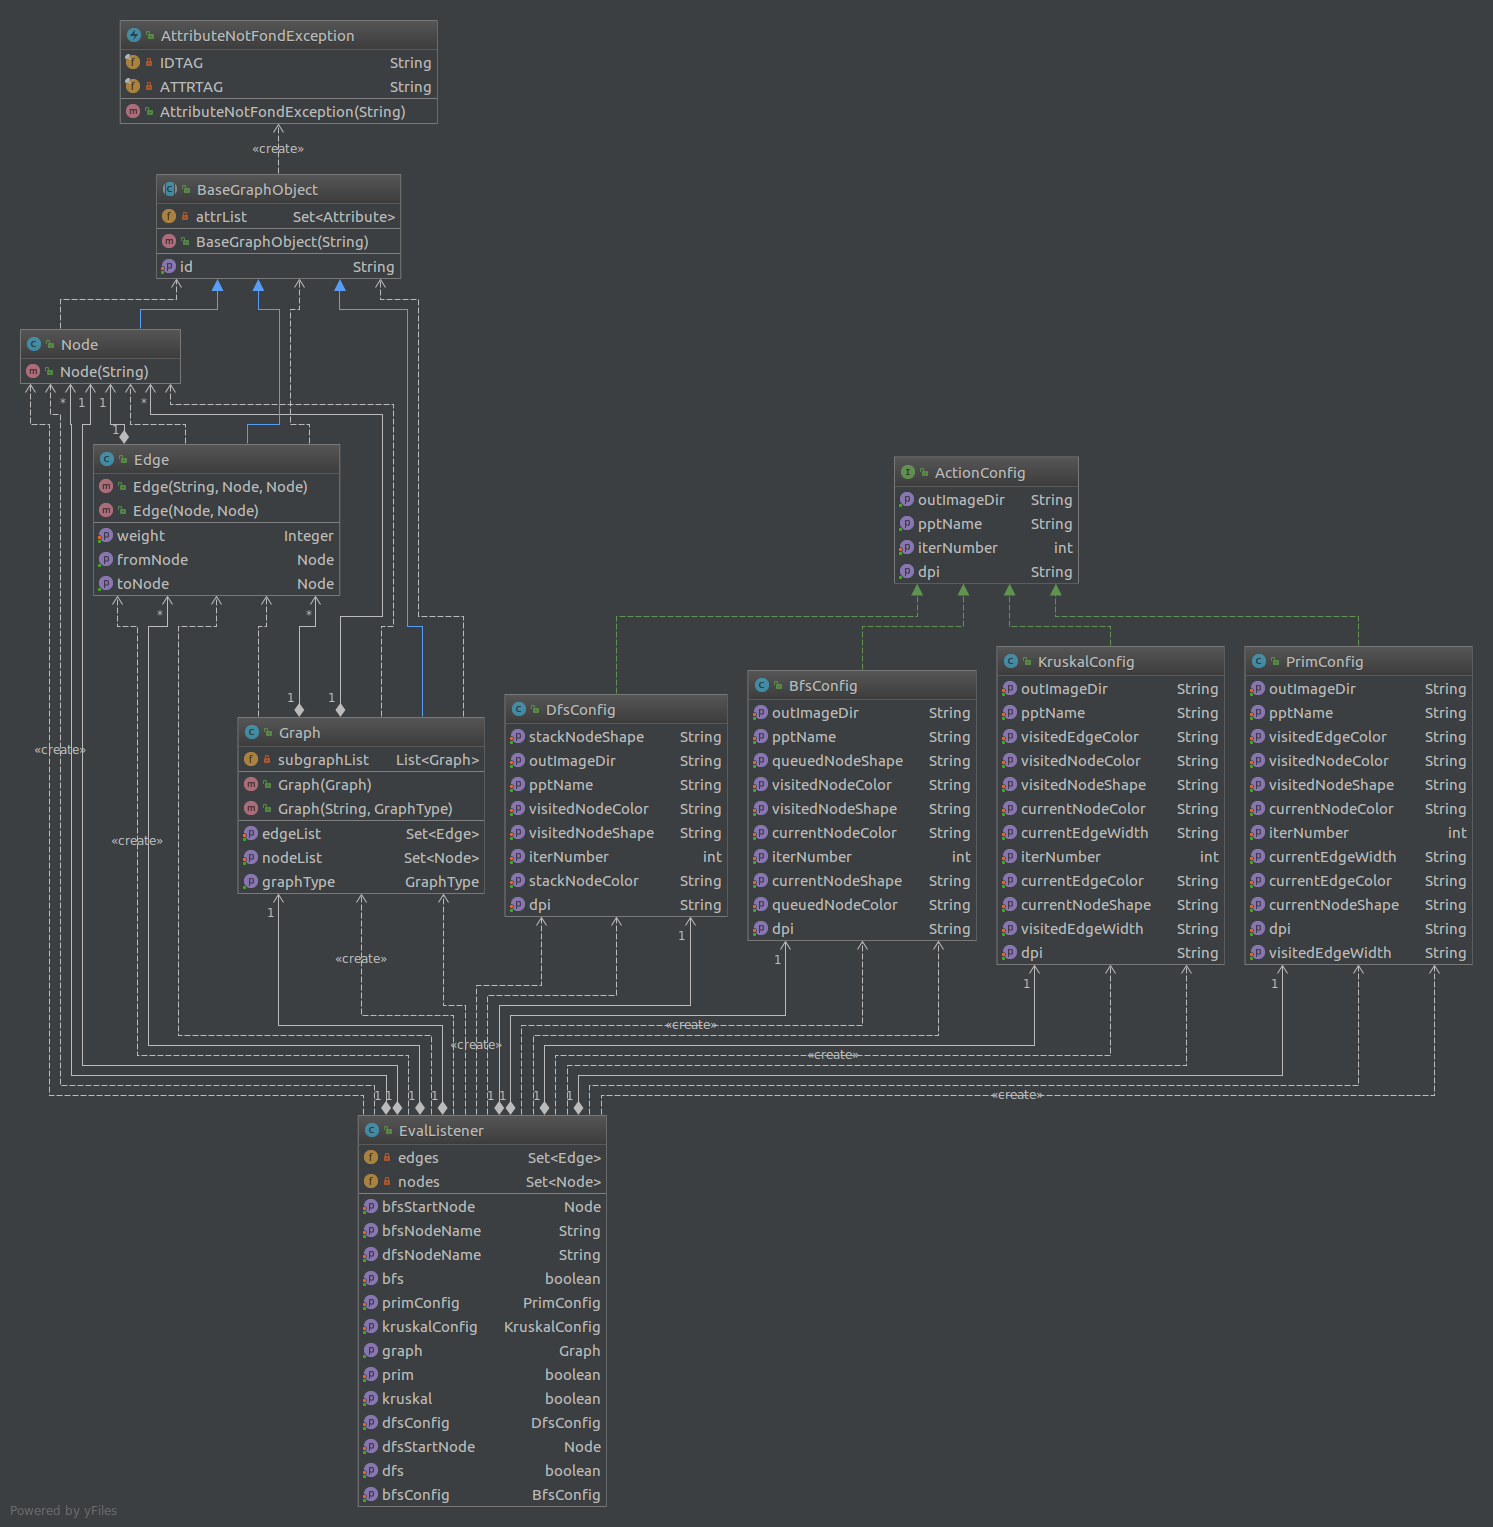 AttributeNotFondException
IDTAG String
ATTRTAG String
AttributeNotFondException(String)
«create»
BaseGraphObject
attrList Set<Attribute>
BaseGraphObject(String)
id String
Node
Node(String)
* 1 1 *
1
Edge
Edge(String, Node, Node)
Edge(Node, Node)
weight Integer
fromNode Node
toNode Node
* *
ActionConfig
outImageDir String
pptName String
iterNumber int
dpi String
1 1
«create»
«create»
Graph
subgraphList List<Graph>
Graph(Graph)
Graph(String, GraphType)
edgeList Set<Edge>
nodeList Set<Node>
graphType GraphType
1
«create»
DfsConfig
stackNodeShape String
outImageDir String
pptName String
visitedNodeColor String
visitedNodeShape String
iterNumber int
stackNodeColor String
dpi String
1
BfsConfig
outImageDir String
pptName String
queuedNodeShape String
visitedNodeColor String
visitedNodeShape String
currentNodeColor String
iterNumber int
currentNodeShape String
queuedNodeColor String
dpi String
1
KruskalConfig
outImageDir String
pptName String
visitedEdgeColor String
visitedNodeColor String
visitedNodeShape String
currentNodeColor String
currentEdgeWidth String
iterNumber int
currentEdgeColor String
currentNodeShape String
visitedEdgeWidth String
dpi String
1
PrimConfig
outImageDir String
pptName String
visitedEdgeColor String
visitedNodeColor String
visitedNodeShape String
currentNodeColor String
iterNumber int
currentEdgeWidth String
currentEdgeColor String
currentNodeShape String
dpi String
visitedEdgeWidth String
1
«create»
«create»
«create»
«create»
1 1 1 1 1 1 1 1
EvalListener
edges Set<Edge>
nodes Set<Node>
bfsStartNode Node
bfsNodeName String
dfsNodeName String
bfs boolean
primConfig PrimConfig
kruskalConfig KruskalConfig
graph Graph
prim boolean
kruskal boolean
dfsConfig DfsConfig
dfsStartNode Node
dfs boolean
bfsConfig BfsConfig
Powered by yFiles